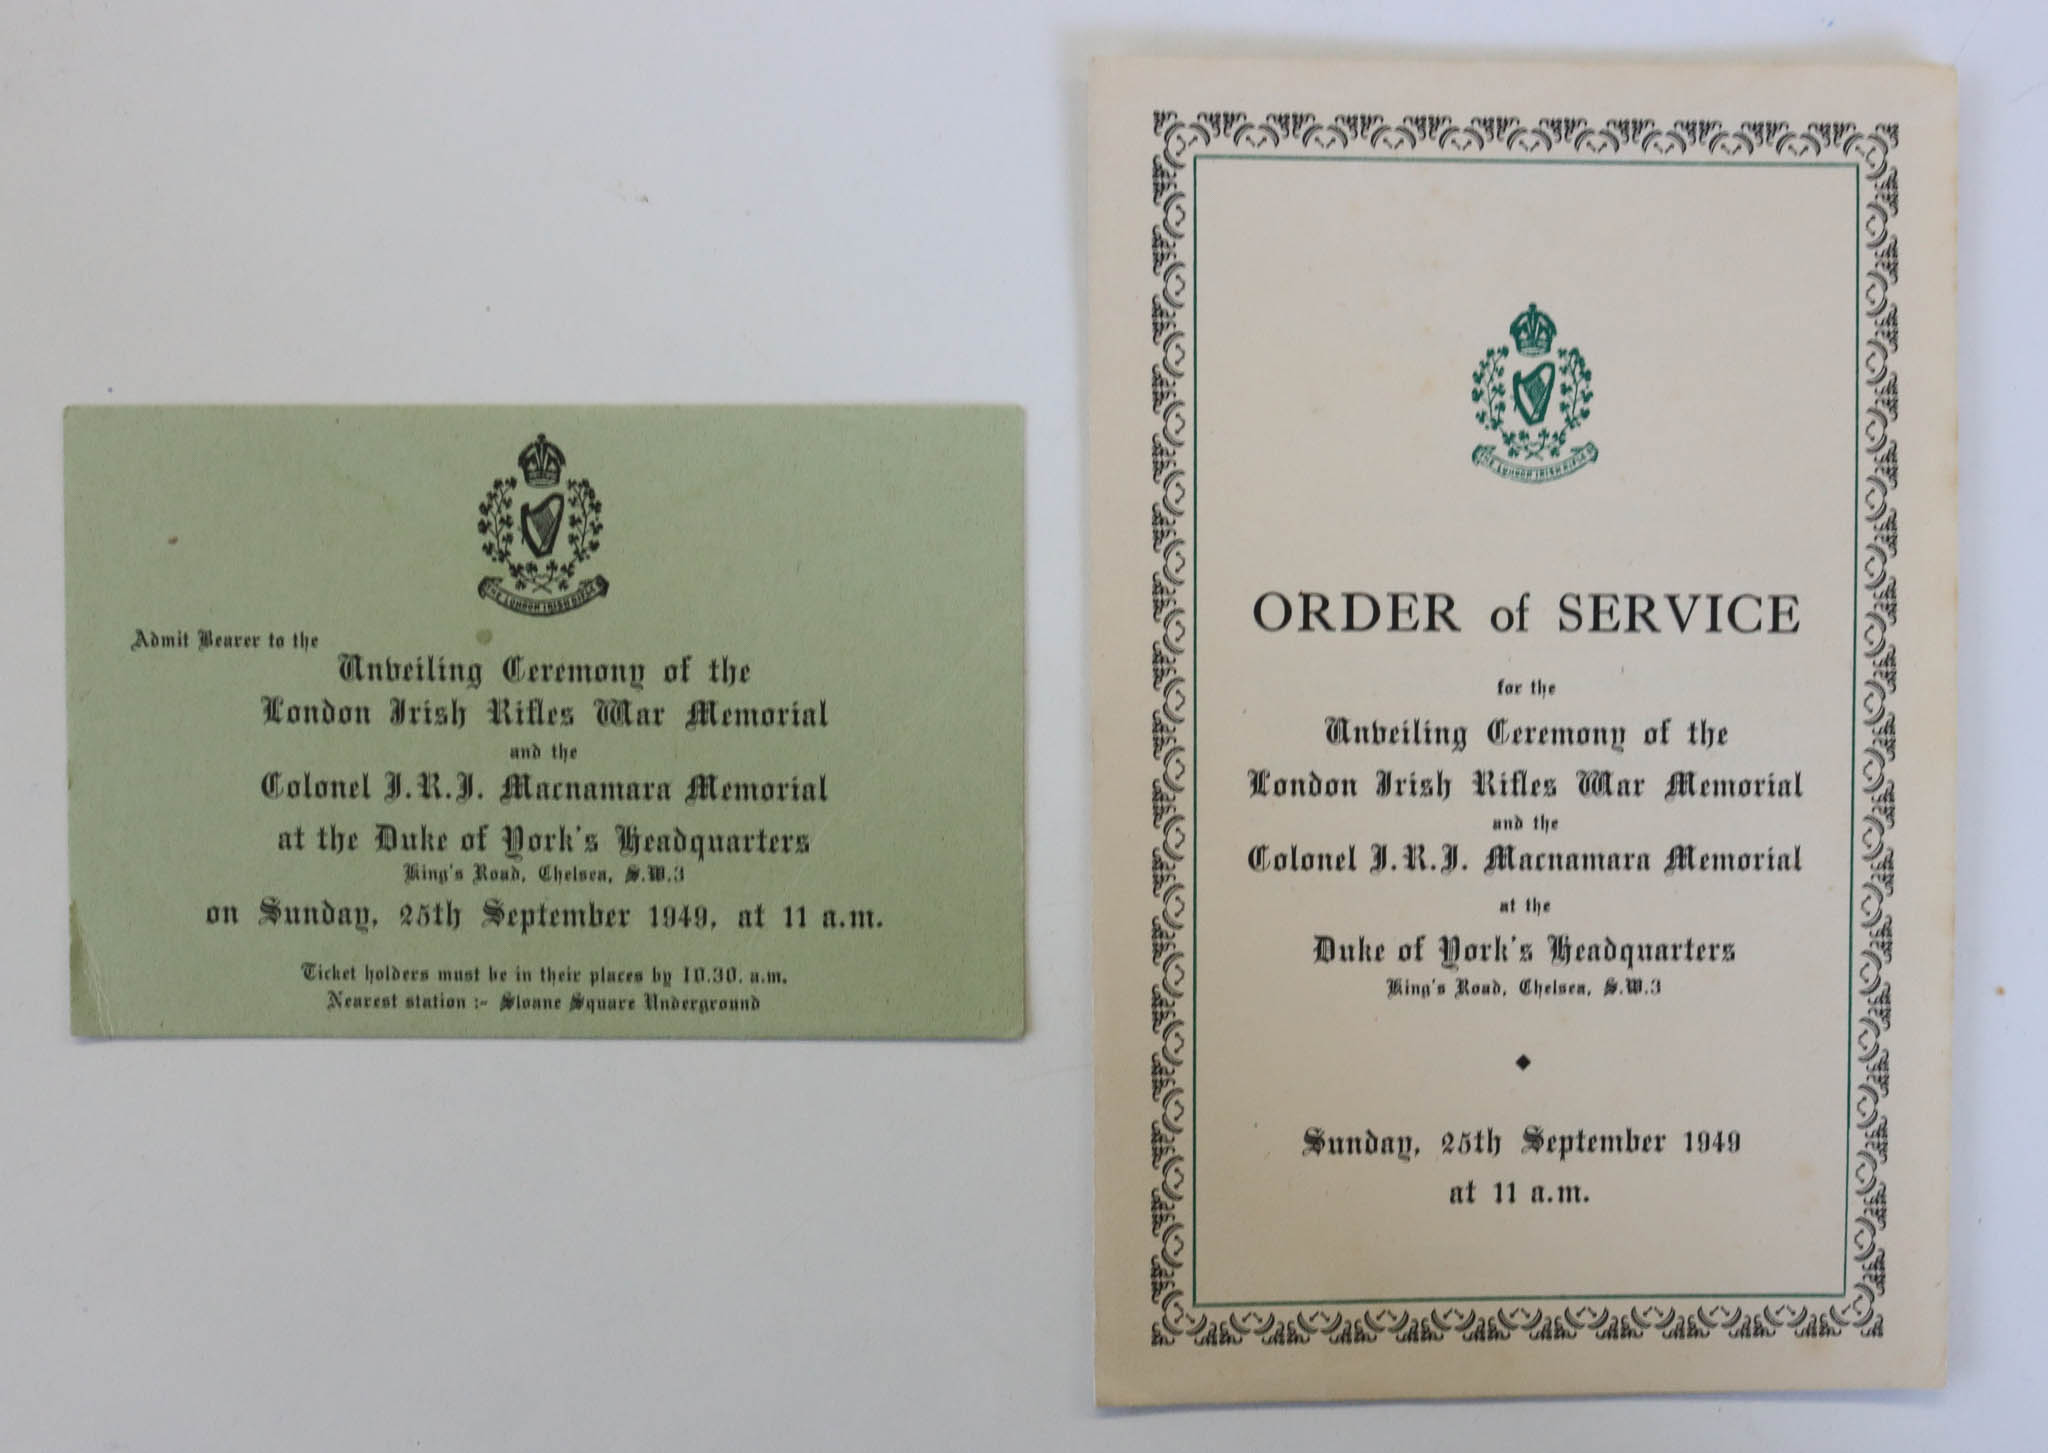 THE LONDON IRISH RIFLES
Admit Bearer to the
Unveiling Ceremony of the
London Irish Rifles War Memorial
and the
Colonel J.R.J. Macnamara Memorial
at the Duke of York's Headquarters
King's Road, Chelsea, S.W.3
on Sunday, 25th September 1949, at 11 a.m.
Ticket holders must be in their places by 10.30. a.m.
Nearest station :- Sloane Square Underground
THE LONDON IRISH RIFLES
ORDER of SERVICE
for the
Unveiling Ceremony of the
London Irish Rifles War Memorial
and the
Colonel J.R.J. Macnamara Memorial
at the
Duke of York's Headquarters
King's Road, Chelsea, S.W.3
Sunday, 25th September 1949
at 11 a.m.